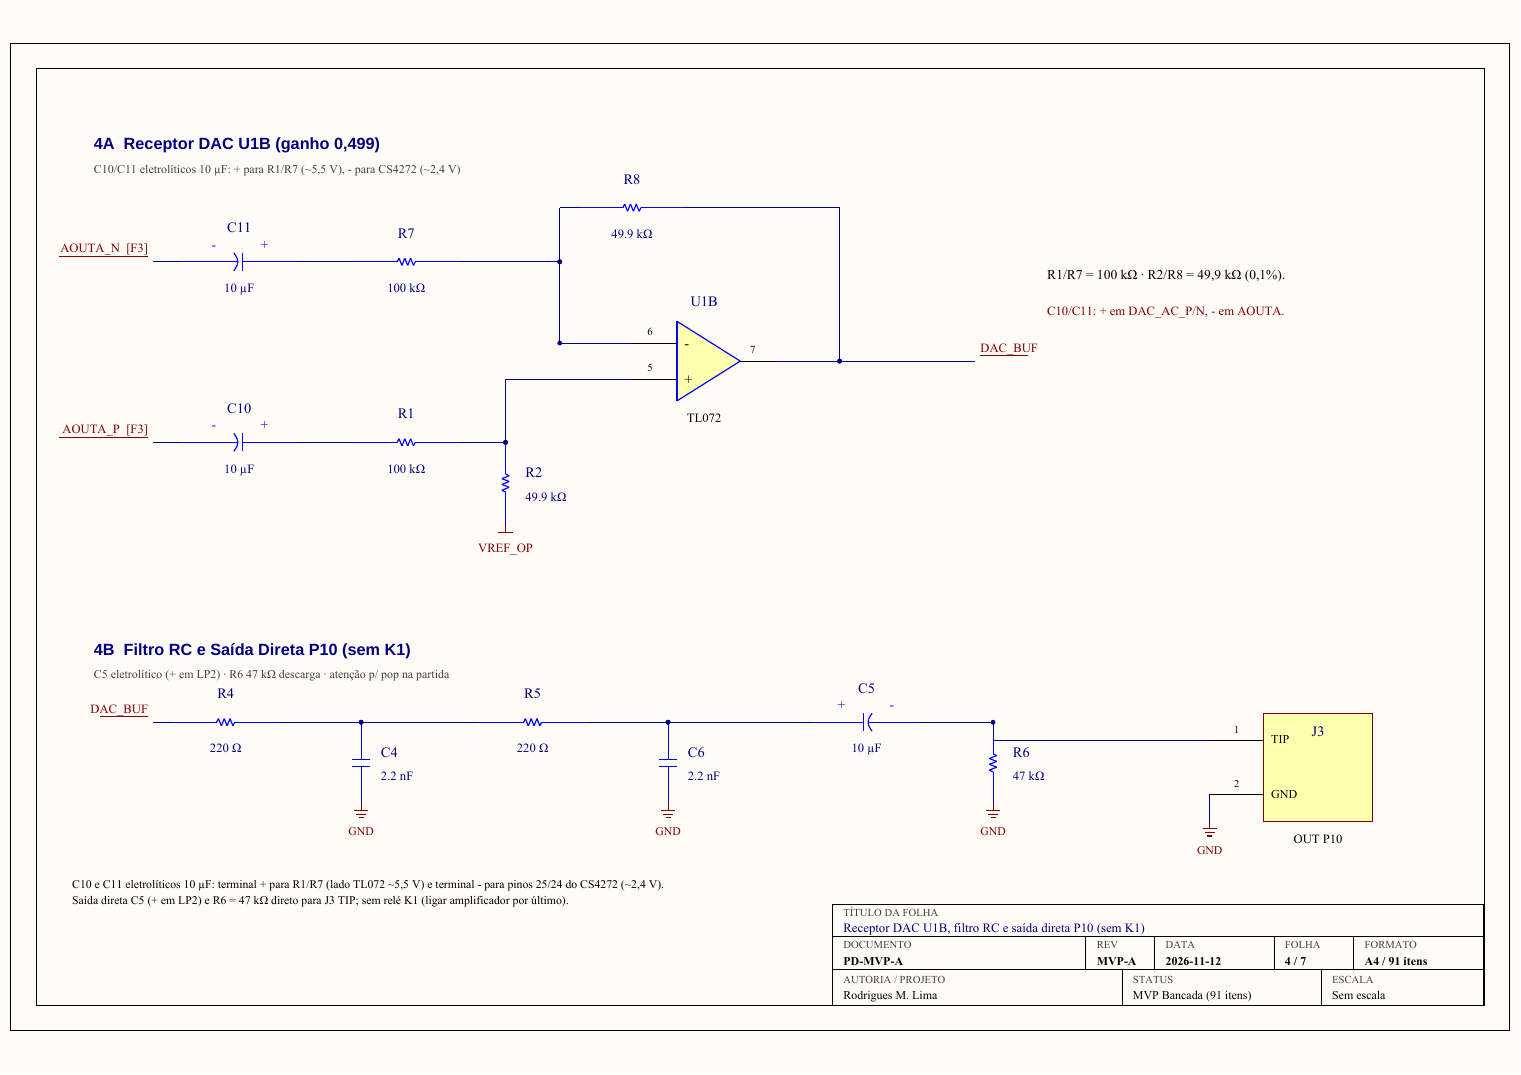 4A Receptor DAC U1B (ganho 0,499)
C10/C11 eletrolíticos 10 µF: + para R1/R7 (~5,5 V), - para CS4272 (~2,4 V)
R8
49.9 kΩ
C11
- +
10 µF
R7
100 kΩ
AOUTA_N [F3]
R1/R7 = 100 kΩ · R2/R8 = 49,9 kΩ (0,1%).
C10/C11: + em DAC_AC_P/N, - em AOUTA.
U1B
6
-
5
+
7
TL072
DAC_BUF
C10
- +
10 µF
R1
100 kΩ
AOUTA_P [F3]
R2
49.9 kΩ
VREF_OP
4B Filtro RC e Saída Direta P10 (sem K1)
C5 eletrolítico (+ em LP2) · R6 47 kΩ descarga · atenção p/ pop na partida
DAC_BUF
R4
220 Ω
C4
2.2 nF
GND
R5
220 Ω
C6
2.2 nF
GND
C5
+ -
10 µF
R6
47 kΩ
GND
1
TIP
J3
2
GND
GND
OUT P10
C10 e C11 eletrolíticos 10 µF: terminal + para R1/R7 (lado TL072 ~5,5 V) e terminal - para pinos 25/24 do CS4272 (~2,4 V).
Saída direta C5 (+ em LP2) e R6 = 47 kΩ direto para J3 TIP; sem relé K1 (ligar amplificador por último).
TÍTULO DA FOLHA
Receptor DAC U1B, filtro RC e saída direta P10 (sem K1)
DOCUMENTO REV DATA FOLHA FORMATO
PD-MVP-A MVP-A 2026-11-12 4 / 7 A4 / 91 itens
AUTORIA / PROJETO STATUS ESCALA
Rodrigues M. Lima MVP Bancada (91 itens) Sem escala